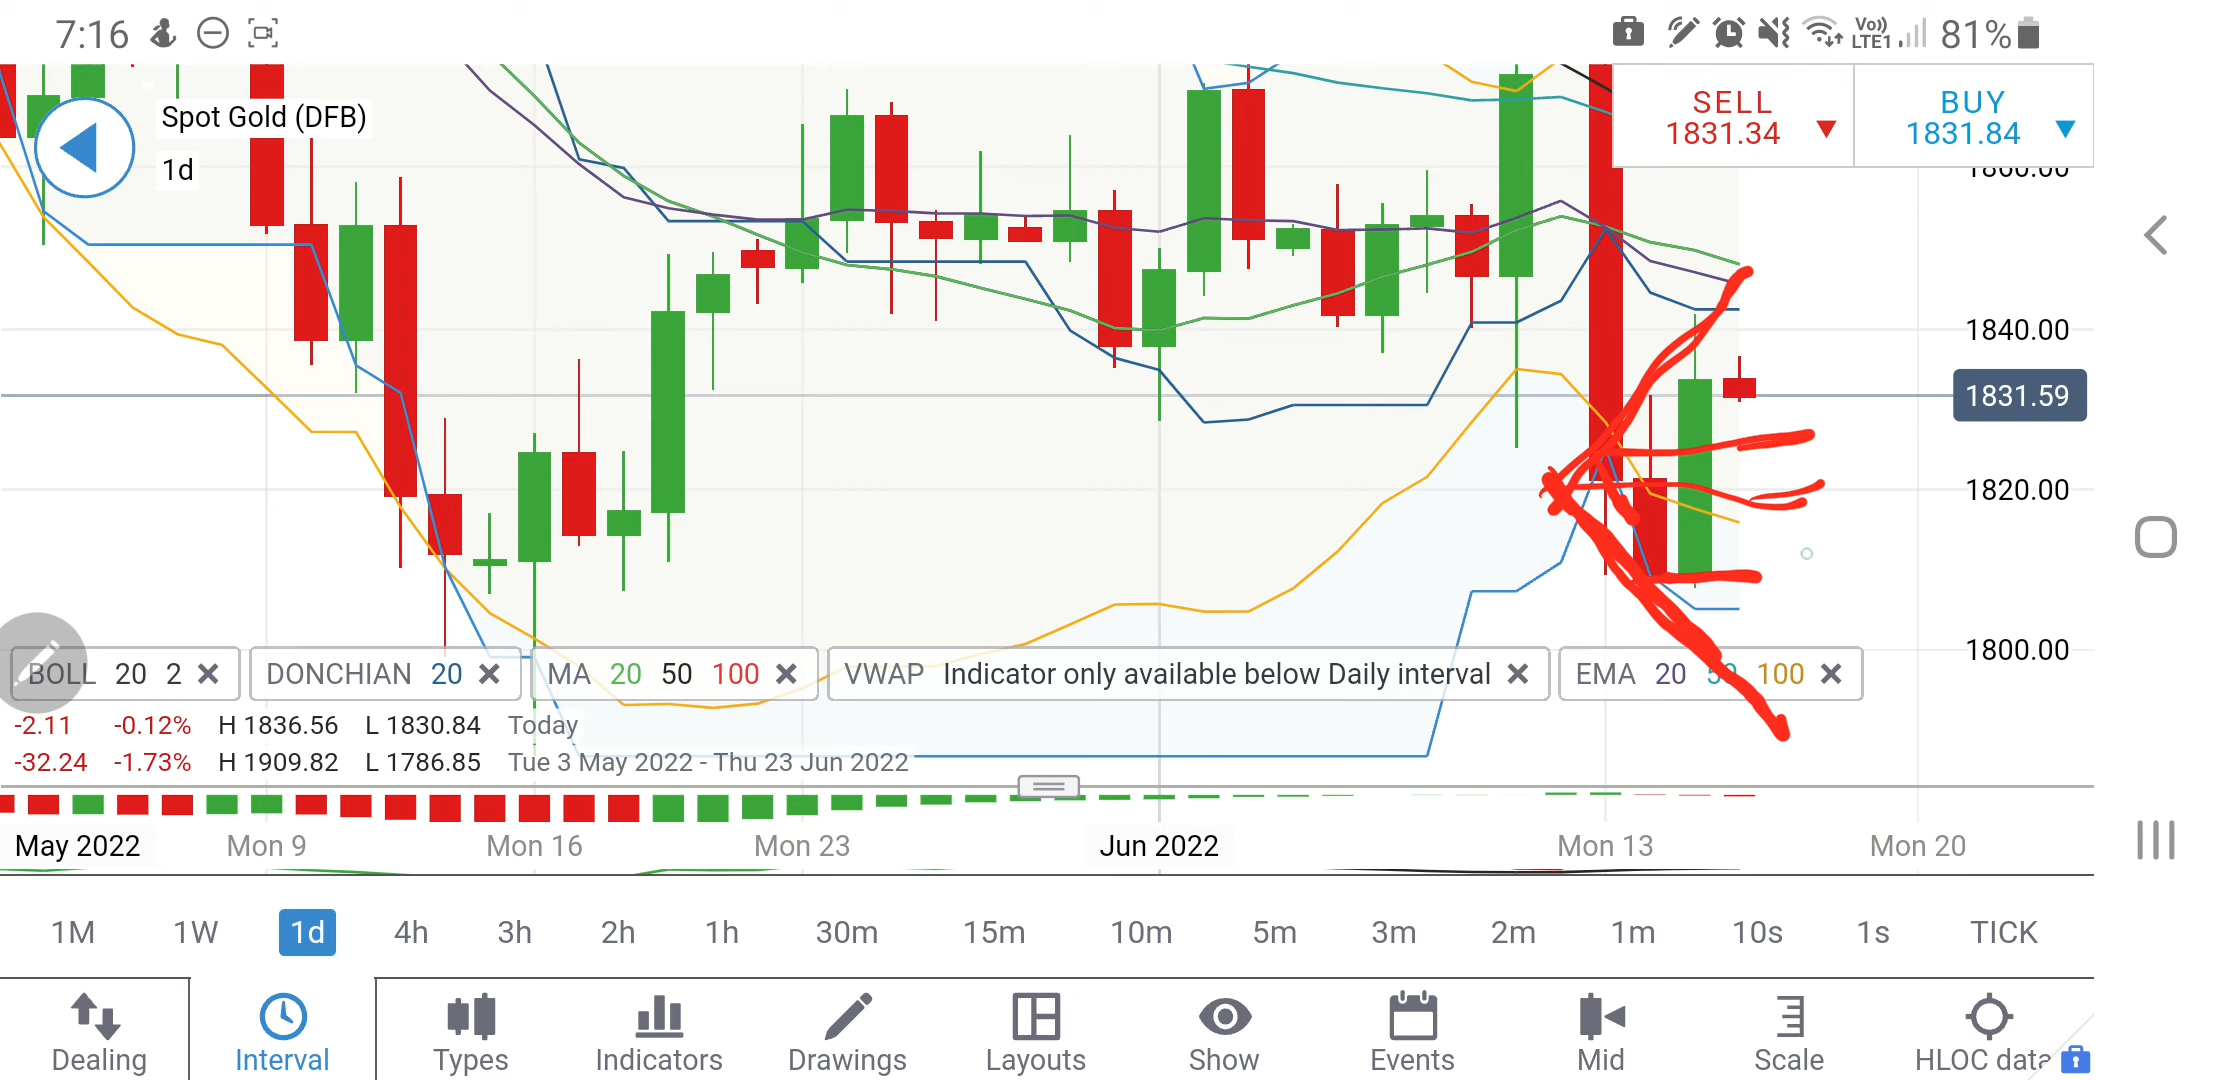 7:16
Vo)) LTE1 81%
Spot Gold (DFB)
1d
SELL
1831.34
BUY
1831.84
1860.00
1840.00
1831.59
1820.00
1800.00
BOLL 20 2
DONCHIAN 20
MA 20 50 100
VWAP Indicator only available below Daily interval
EMA 20 50 100
-2.11 -0.12% H 1836.56 L 1830.84 Today
-32.24 -1.73% H 1909.82 L 1786.85 Tue 3 May 2022 - Thu 23 Jun 2022
May 2022 Mon 9 Mon 16 Mon 23 Jun 2022 Mon 13 Mon 20
1M 1W 1d 4h 3h 2h 1h 30m 15m 10m 5m 3m 2m 1m 10s 1s TICK
Dealing Interval Types Indicators Drawings Layouts Show Events Mid Scale HLOC data